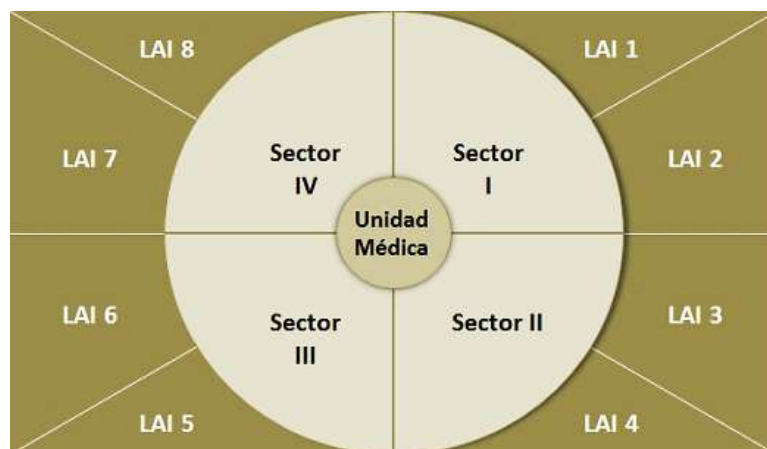 LAI 8
LAI 1
LAI 7
Sector
IV
Sector
I
LAI 2
Unidad
Médica
LAI 6
Sector
III
Sector II
LAI 3
LAI 5
LAI 4